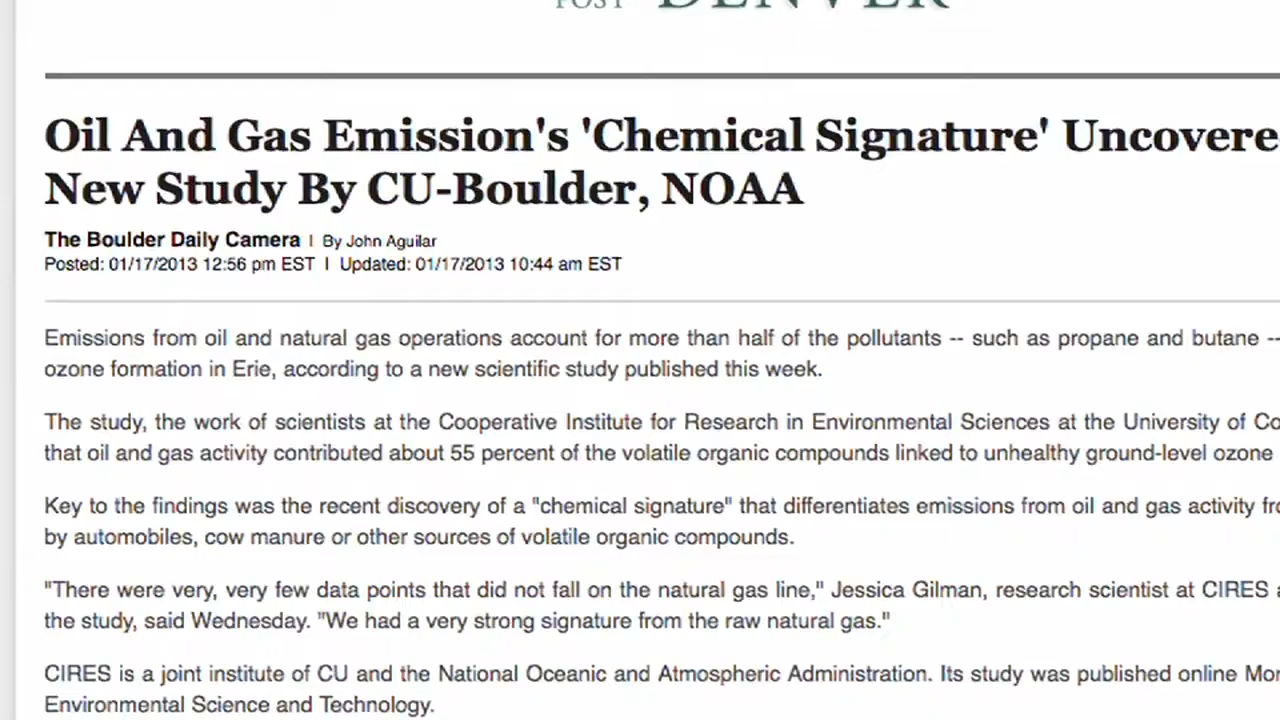 POST DENVER
Oil And Gas Emission's 'Chemical Signature' Uncovere
New Study By CU-Boulder, NOAA
The Boulder Daily Camera | By John Aguilar
Posted: 01/17/2013 12:56 pm EST | Updated: 01/17/2013 10:44 am EST
Emissions from oil and natural gas operations account for more than half of the pollutants -- such as propane and butane --
ozone formation in Erie, according to a new scientific study published this week.
The study, the work of scientists at the Cooperative Institute for Research in Environmental Sciences at the University of Co
that oil and gas activity contributed about 55 percent of the volatile organic compounds linked to unhealthy ground-level ozone
Key to the findings was the recent discovery of a "chemical signature" that differentiates emissions from oil and gas activity fro
by automobiles, cow manure or other sources of volatile organic compounds.
"There were very, very few data points that did not fall on the natural gas line," Jessica Gilman, research scientist at CIRES a
the study, said Wednesday. "We had a very strong signature from the raw natural gas."
CIRES is a joint institute of CU and the National Oceanic and Atmospheric Administration. Its study was published online Mon
Environmental Science and Technology.